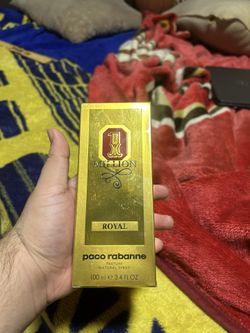 1
MILLION
ROYAL
paco rabanne
PARFUM
NATURAL SPRAY
100 ml e 3.4 FL OZ